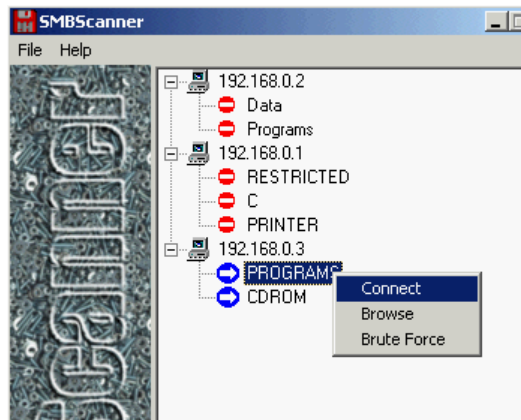 SMBScanner
File Help
192.168.0.2
Data
Programs
192.168.0.1
RESTRICTED
C
PRINTER
192.168.0.3
PROGRAMS
CDROM
Connect
Browse
Brute Force
Scanner